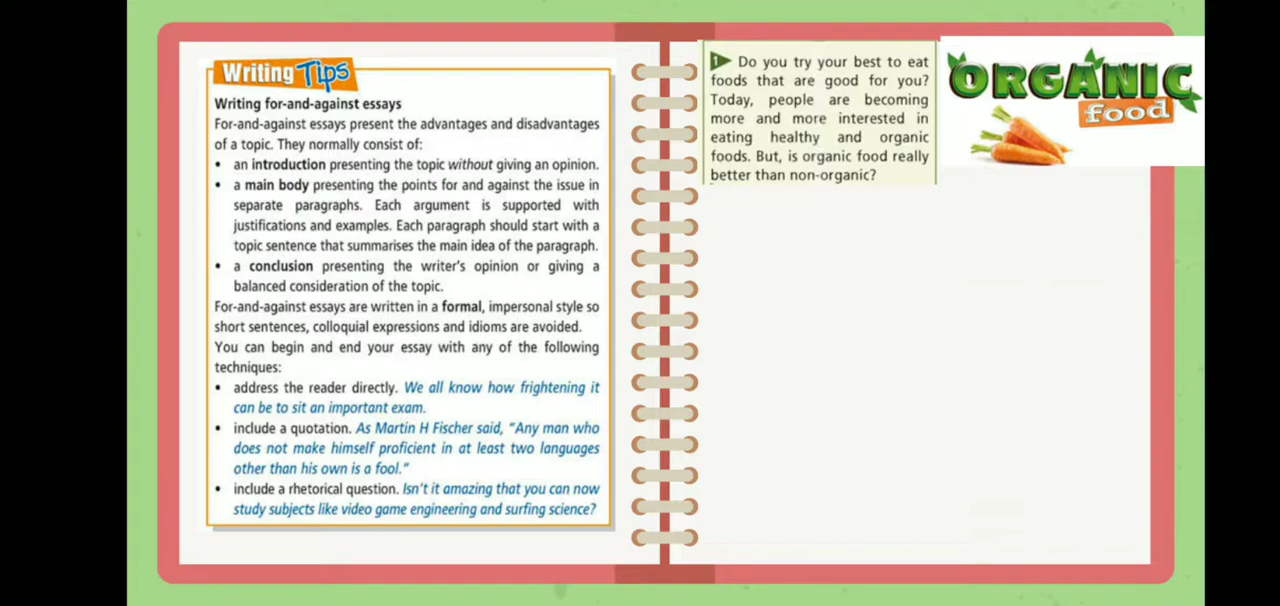 Writing Tips
Writing for-and-against essays
For-and-against essays present the advantages and disadvantages
of a topic. They normally consist of:
• an introduction presenting the topic without giving an opinion.
• a main body presenting the points for and against the issue in
separate paragraphs. Each argument is supported with
justifications and examples. Each paragraph should start with a
topic sentence that summarises the main idea of the paragraph.
• a conclusion presenting the writer's opinion or giving a
balanced consideration of the topic.
For-and-against essays are written in a formal, impersonal style so
short sentences, colloquial expressions and idioms are avoided.
You can begin and end your essay with any of the following
techniques:
• address the reader directly. We all know how frightening it
can be to sit an important exam.
• include a quotation. As Martin H Fischer said, "Any man who
does not make himself proficient in at least two languages
other than his own is a fool."
• include a rhetorical question. Isn't it amazing that you can now
study subjects like video game engineering and surfing science?
1 Do you try your best to eat
foods that are good for you?
Today, people are becoming
more and more interested in
eating healthy and organic
foods. But, is organic food really
better than non-organic?
ORGANIC
food